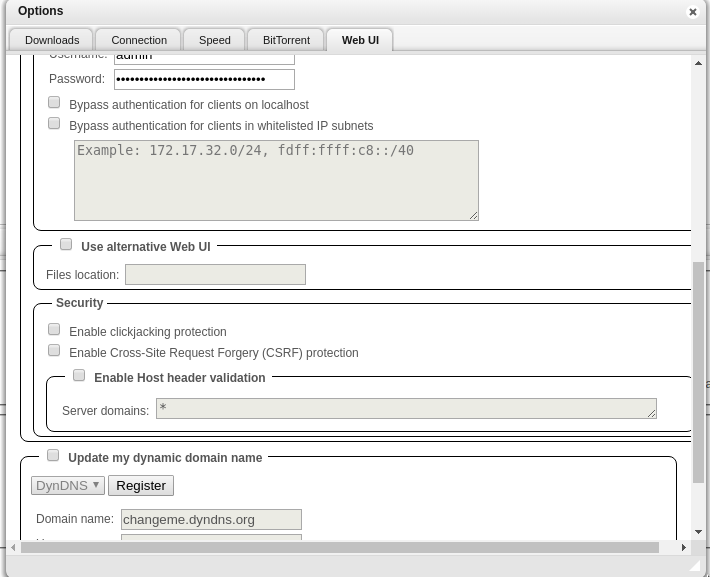 Options
Downloads Connection Speed BitTorrent Web UI
Username: admin
Password: ••••••••••••••••••••••••••••••••
Bypass authentication for clients on localhost
Bypass authentication for clients in whitelisted IP subnets
Example: 172.17.32.0/24, fdff:ffff:c8::/40
Use alternative Web UI
Files location:
Security
Enable clickjacking protection
Enable Cross-Site Request Forgery (CSRF) protection
Enable Host header validation
Server domains: *
Update my dynamic domain name
DynDNS Register
Domain name: changeme.dyndns.org